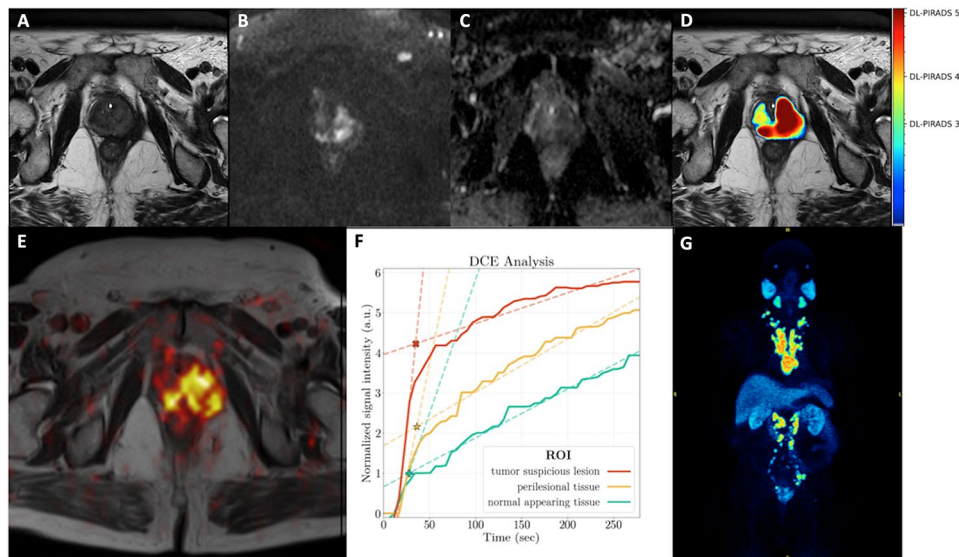 A
B
C
D
DL-PIRADS 5
DL-PIRADS 4
DL-PIRADS 3
E
F
G
DCE Analysis
Normalized signal intensity (a.u.)
6
5
4
3
2
1
0
0 50 100 150 200 250
Time (sec)
ROI
tumor suspicious lesion
perilesional tissue
normal appearing tissue
H
R
L